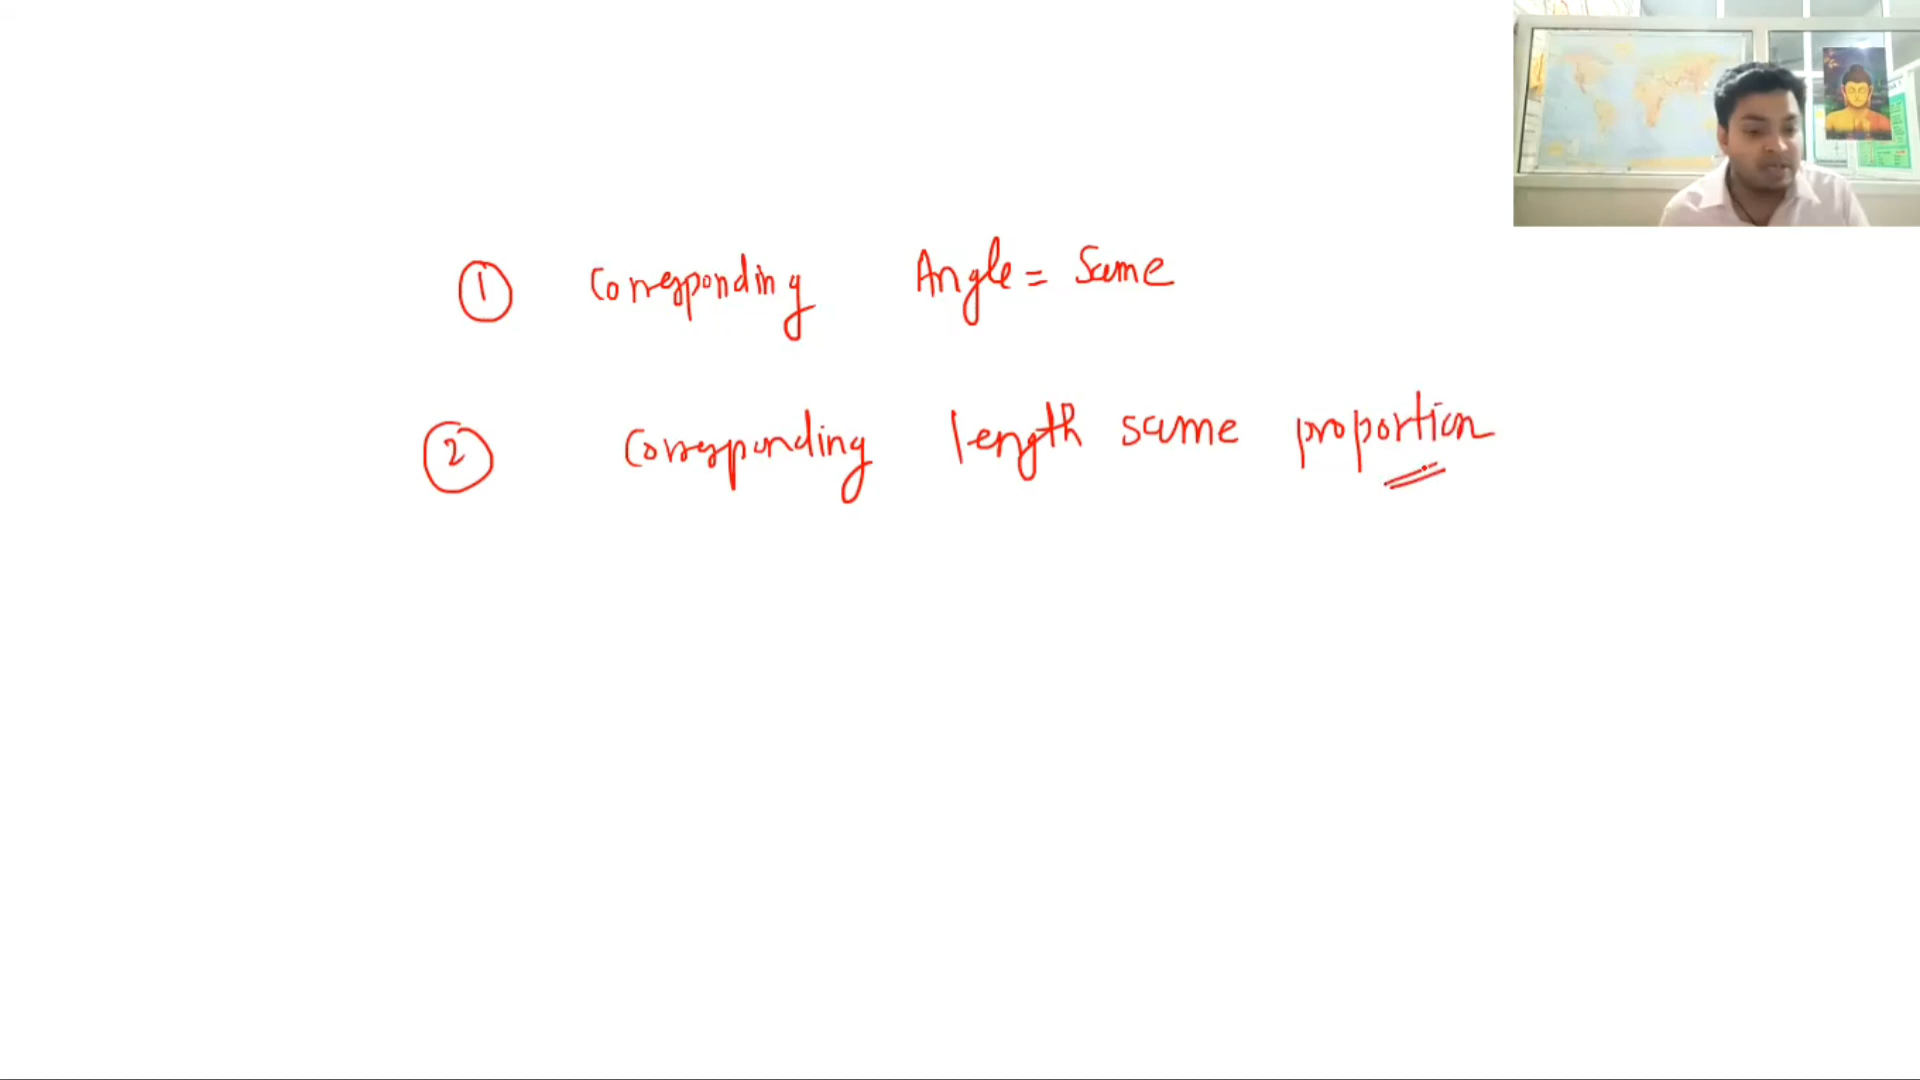 1 Corresponding Angle = Same
2 Corresponding length same proportion